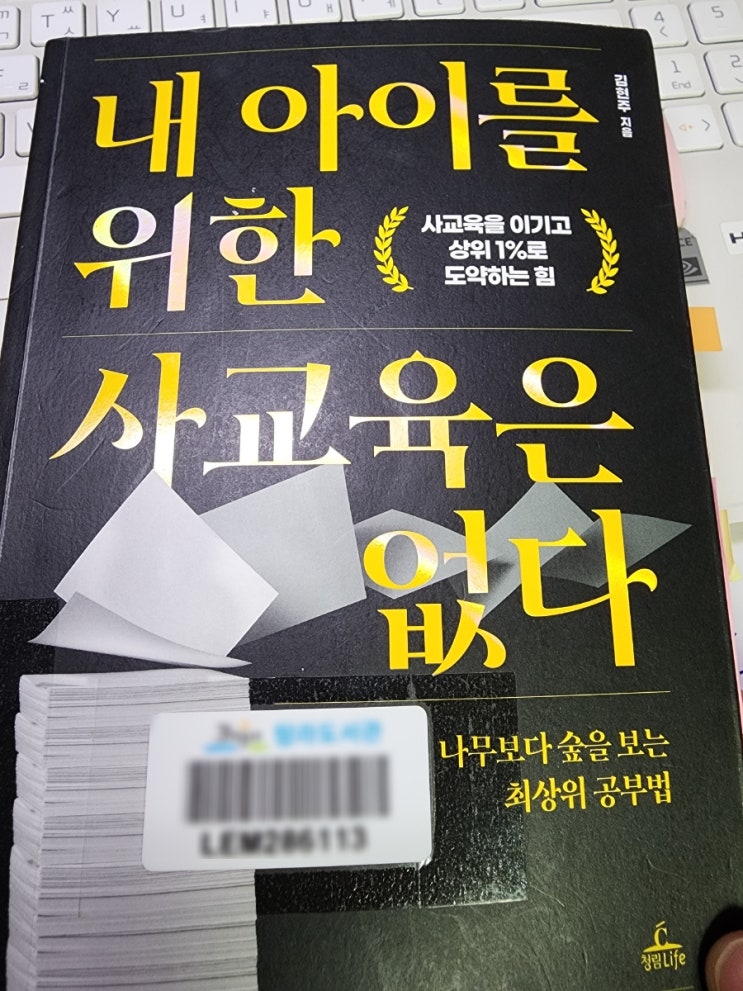 내 아이를
김현주 지음
위한
사교육을 이기고
상위 1%로
도약하는 힘
사교육은
없다
나무보다 숲을 보는
최상위 공부법
청림Life